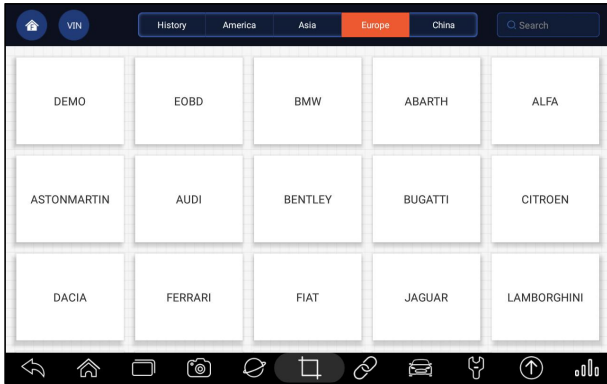 VIN History America Asia Europe China Search
DEMO EOBD BMW ABARTH ALFA
ASTONMARTIN AUDI BENTLEY BUGATTI CITROEN
DACIA FERRARI FIAT JAGUAR LAMBORGHINI